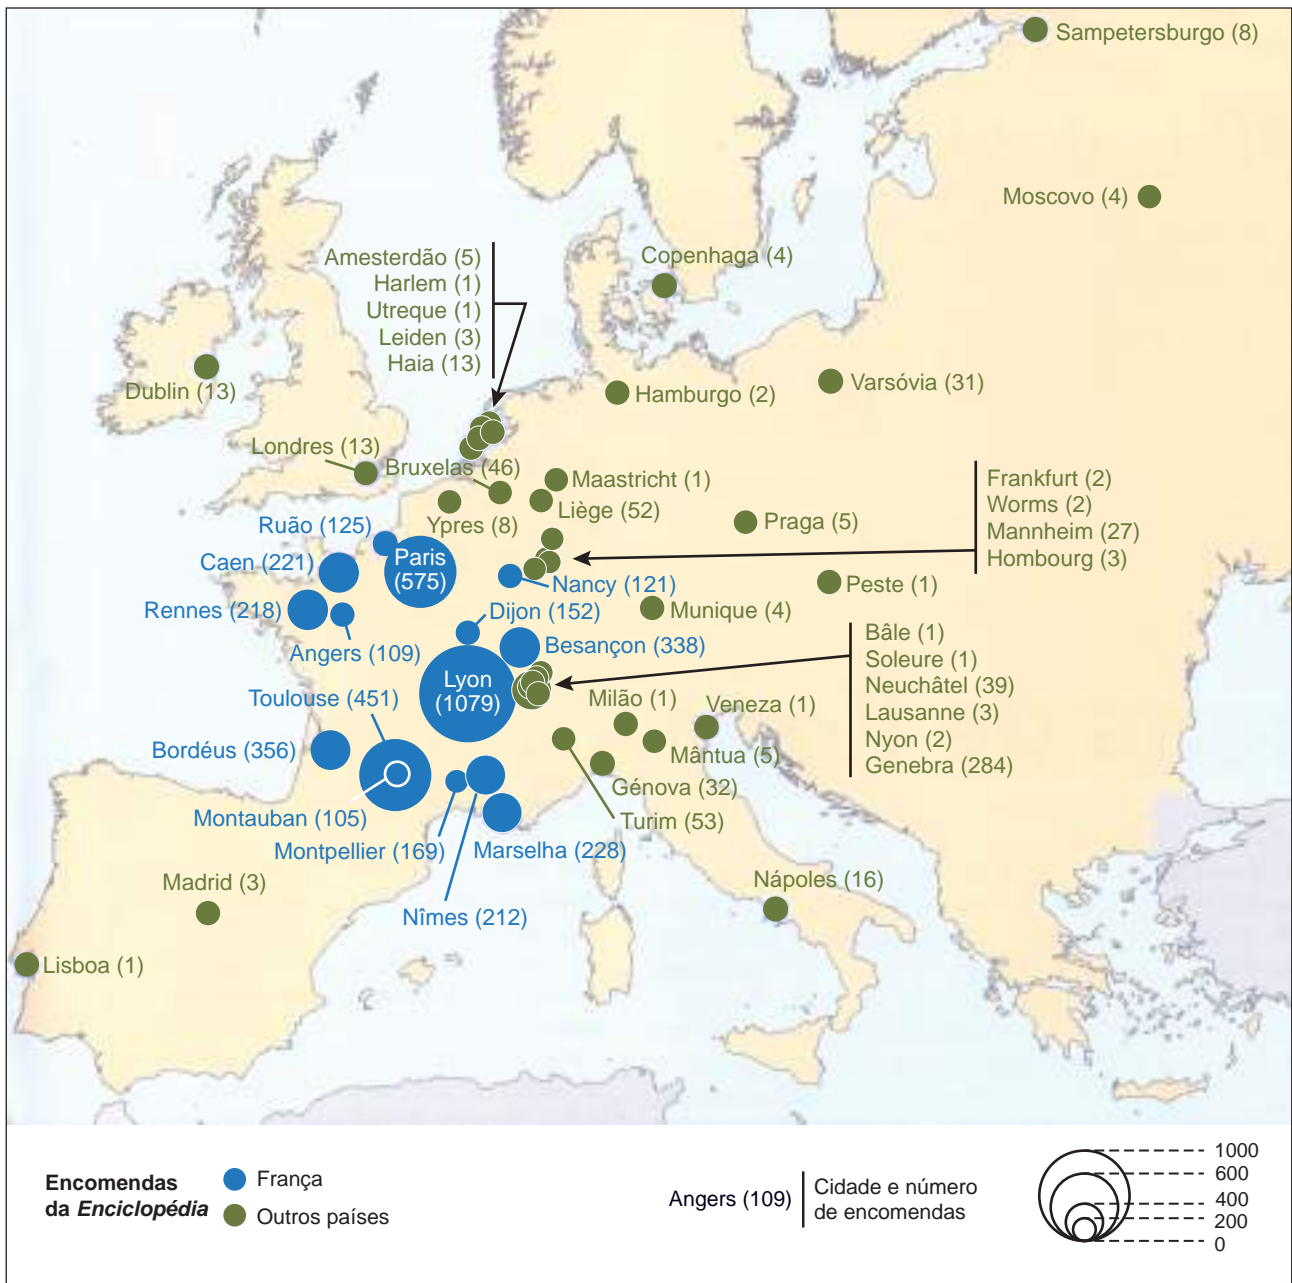 Sampetersburgo (8)
Moscovo (4)
Amesterdão (5)
Harlem (1)
Utreque (1)
Leiden (3)
Haia (13)
Copenhaga (4)
Dublin (13)
Hamburgo (2)
Varsóvia (31)
Londres (13)
Bruxelas (46)
Maastricht (1)
Liège (52)
Ypres (8)
Praga (5)
Frankfurt (2)
Worms (2)
Mannheim (27)
Hombourg (3)
Ruão (125)
Caen (221)
Paris
(575)
Nancy (121)
Peste (1)
Rennes (218)
Dijon (152)
Munique (4)
Angers (109)
Besançon (338)
Bâle (1)
Soleure (1)
Neuchâtel (39)
Lausanne (3)
Nyon (2)
Genebra (284)
Lyon
(1079)
Toulouse (451)
Milão (1)
Veneza (1)
Bordéus (356)
Mântua (5)
Génova (32)
Turim (53)
Montauban (105)
Montpellier (169)
Marselha (228)
Madrid (3)
Nîmes (212)
Nápoles (16)
Lisboa (1)
Encomendas
da Enciclopédia
França
Outros países
Angers (109)
Cidade e número
de encomendas
1000
600
400
200
0